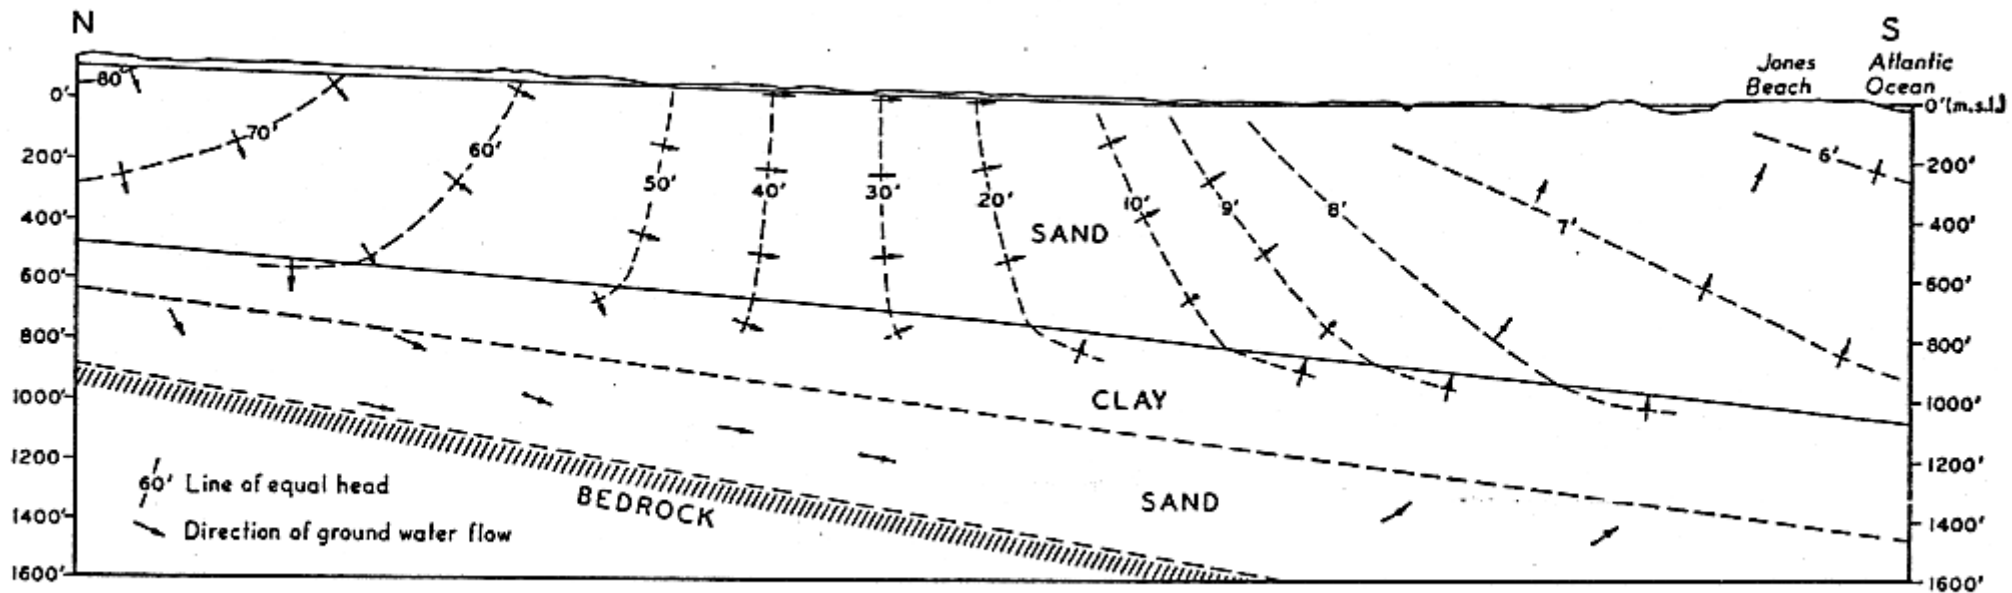 N
S
Jones
Beach
Atlantic
Ocean
80'
0'
0'(m.s.l.)
70'
60'
50'
40'
30'
20'
10'
9'
8'
7'
6'
200'
200'
400'
400'
SAND
600'
600'
800'
800'
1000'
1000'
CLAY
1200
1200'
60' Line of equal head
BEDROCK
SAND
1400'
1400'
Direction of ground water flow
1600'
1600'